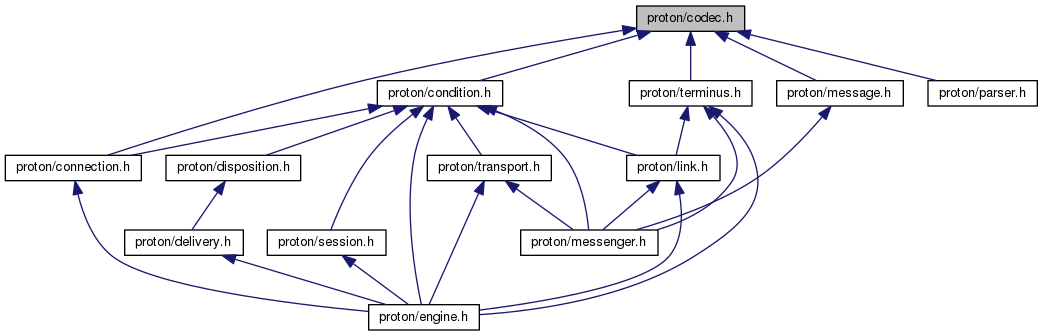 proton/codec.h
proton/condition.h
proton/terminus.h
proton/message.h
proton/parser.h
proton/connection.h
proton/disposition.h
proton/transport.h
proton/link.h
proton/delivery.h
proton/session.h
proton/messenger.h
proton/engine.h